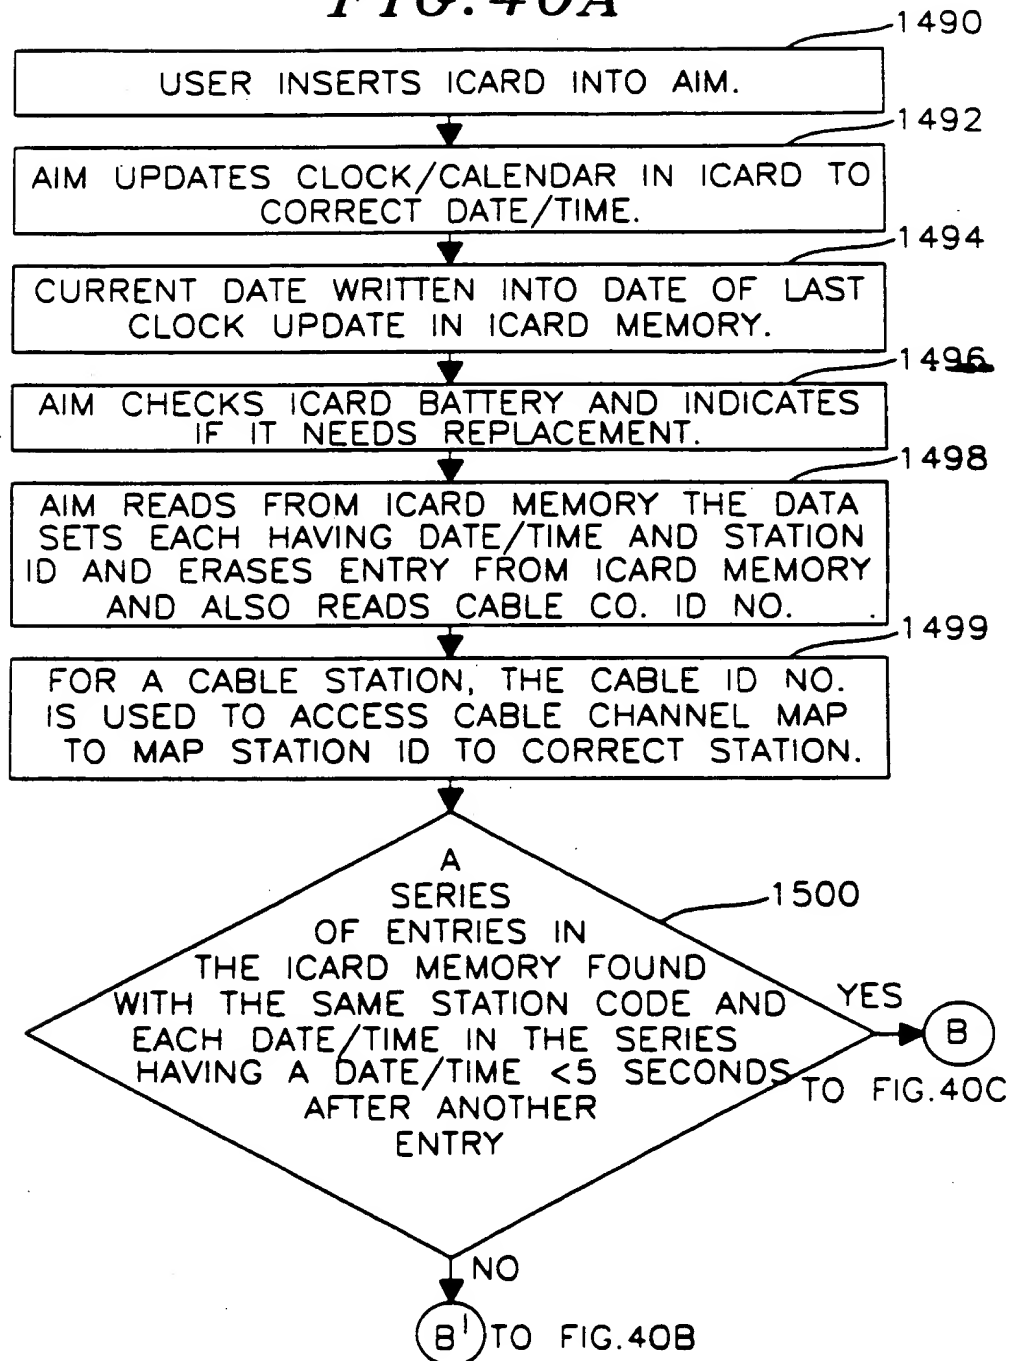 FIG.40A
1490
USER INSERTS ICARD INTO AIM.
1492
AIM UPDATES CLOCK/CALENDAR IN ICARD TO
CORRECT DATE/TIME.
1494
CURRENT DATE WRITTEN INTO DATE OF LAST
CLOCK UPDATE IN ICARD MEMORY.
1496
AIM CHECKS ICARD BATTERY AND INDICATES
IF IT NEEDS REPLACEMENT.
1498
AIM READS FROM ICARD MEMORY THE DATA
SETS EACH HAVING DATE/TIME AND STATION
ID AND ERASES ENTRY FROM ICARD MEMORY
AND ALSO READS CABLE CO. ID NO.
1499
FOR A CABLE STATION, THE CABLE ID NO.
IS USED TO ACCESS CABLE CHANNEL MAP
TO MAP STATION ID TO CORRECT STATION.
A
SERIES
1500
OF ENTRIES IN
THE ICARD MEMORY FOUND
WITH THE SAME STATION CODE AND
EACH DATE/TIME IN THE SERIES
HAVING A DATE/TIME <5 SECONDS
AFTER ANOTHER
ENTRY
YES
B
TO FIG.40C
NO
B' TO FIG.40B